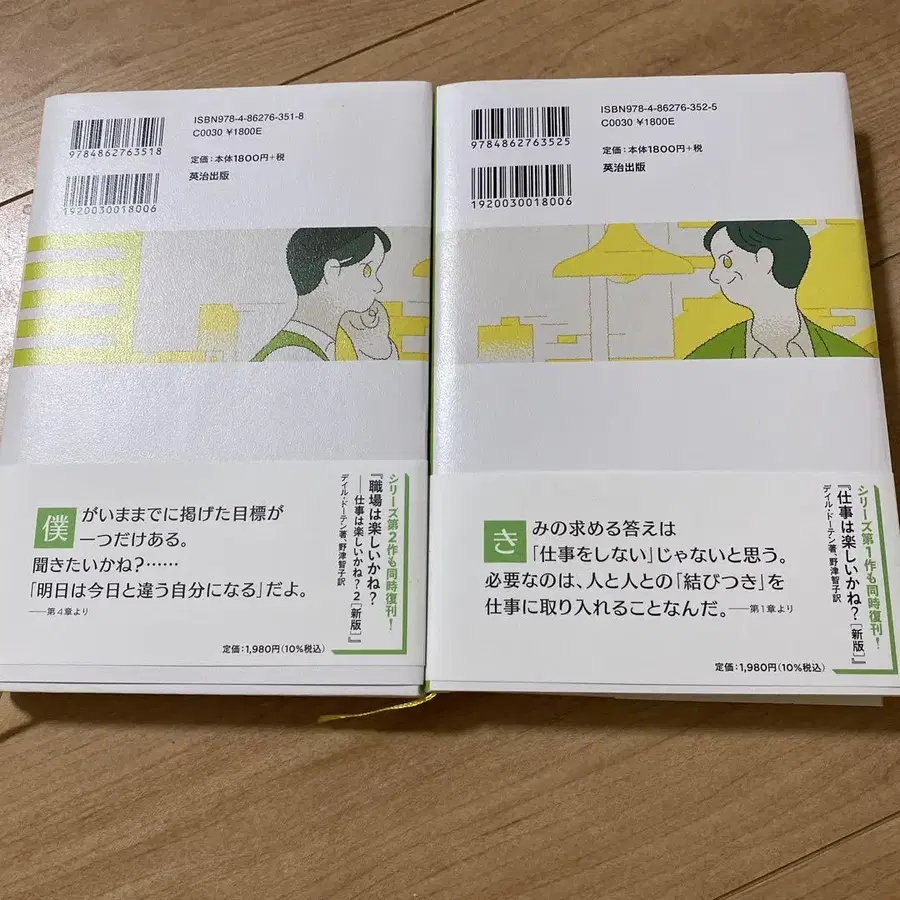 ISBN978-4-86276-351-8
C0030 ¥1800E
9784862763518
定価：本体1800円+税
英治出版
1920030018006
僕がいままでに掲げた目標が
一つだけある。
聞きたいかね？……
「明日は今日と違う自分になる」だよ。
──第4章より
定価：1,980円（10%税込）
シリーズ第2作も同時復刊！
『職場は楽しいかね？
──仕事は楽しいかね？2［新版］』
デイル・ドーテン著、野津智子訳
ISBN978-4-86276-352-5
C0030 ¥1800E
9784862763525
定価：本体1800円+税
英治出版
1920030018006
きみの求める答えは
「仕事をしない」じゃないと思う。
必要なのは、人と人との「結びつき」を
仕事に取り入れることなんだ。──第1章より
定価：1,980円（10%税込）
シリーズ第1作も同時復刊！
『仕事は楽しいかね？［新版］』
デイル・ドーテン著、野津智子訳